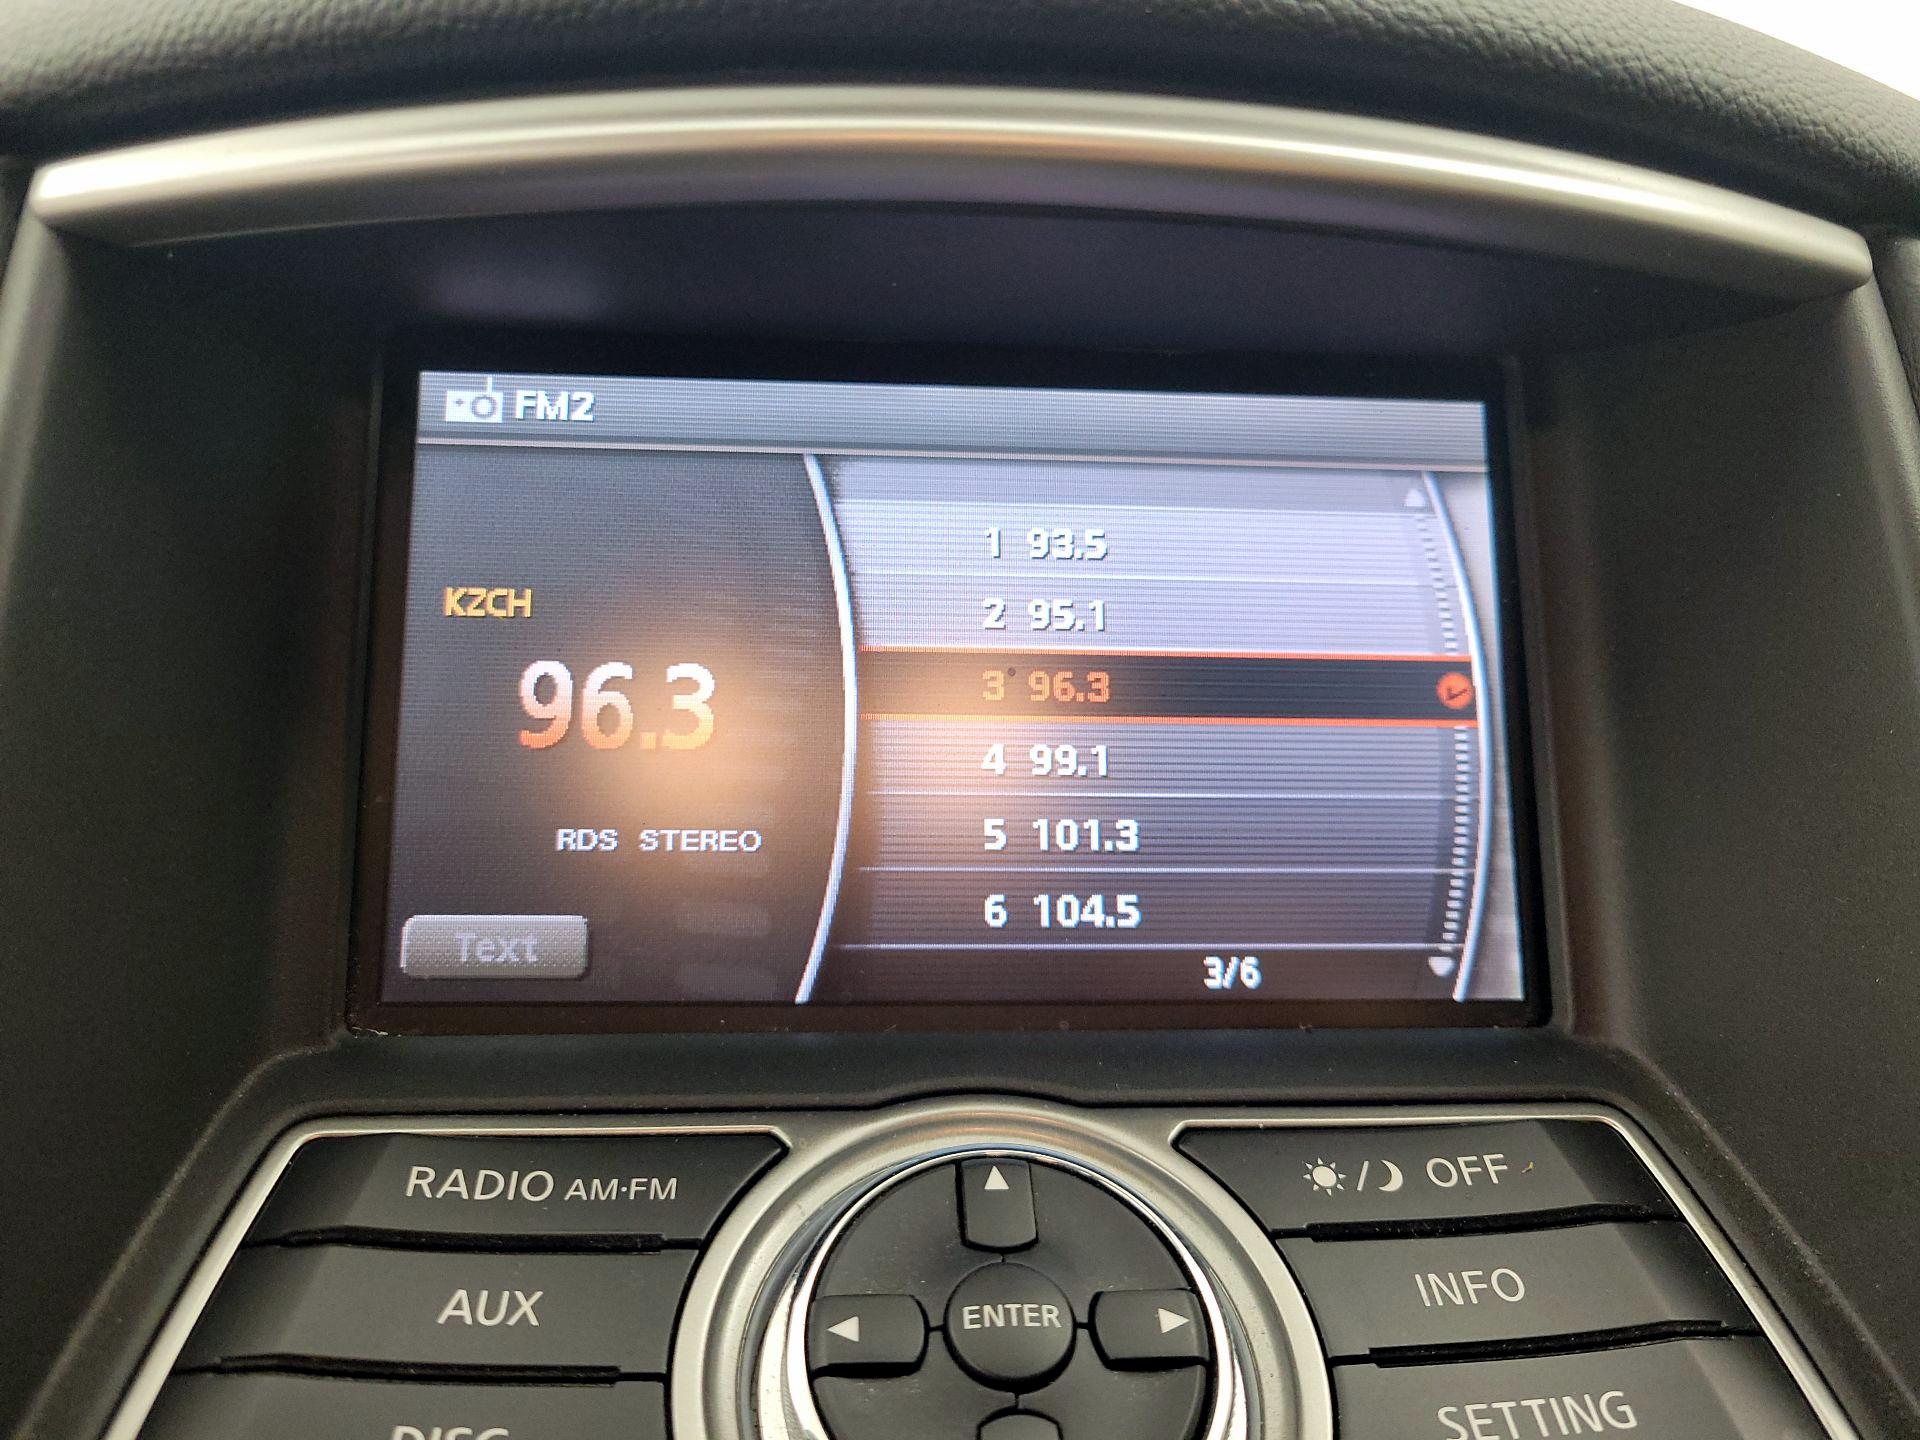 FM2
KZCH
96.3
RDS STEREO
Text
1 93.5
2 95.1
3 96.3
4 99.1
5 101.3
6 104.5
3/6
RADIO AM·FM
AUX
DISC
ENTER
OFF
INFO
SETTING